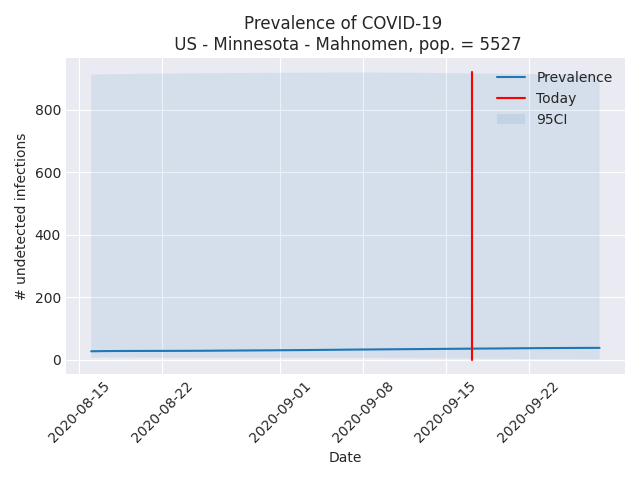 Prevalence of COVID-19
US - Minnesota - Mahnomen, pop. = 5527
Prevalence
Today
95CI
# undetected infections
800
600
400
200
0
2020-08-15
2020-08-22
2020-09-01
2020-09-08
2020-09-15
2020-09-22
Date